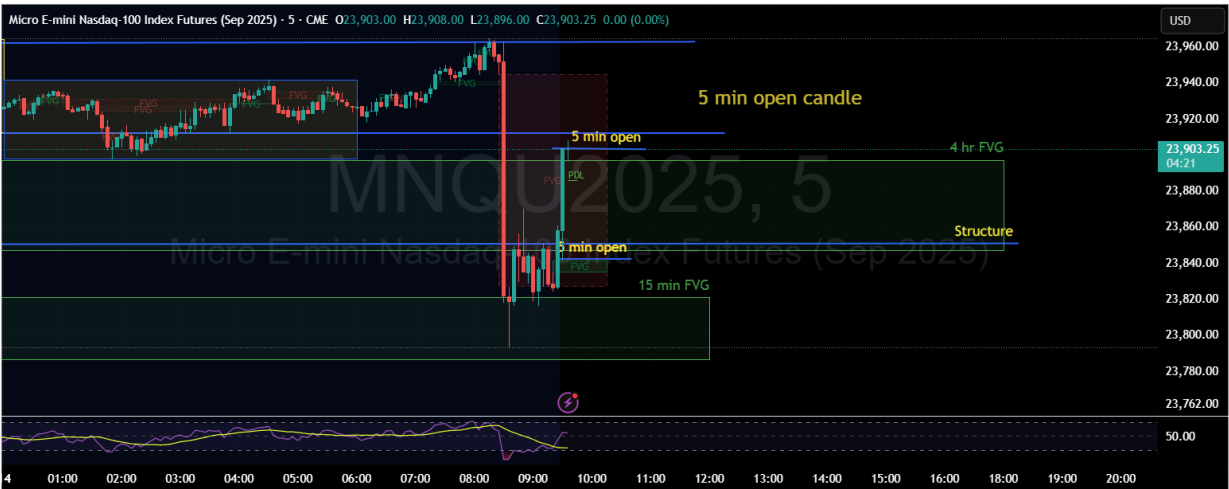 Micro E-mini Nasdaq-100 Index Futures (Sep 2025) · 5 · CME O23,903.00 H23,908.00 L23,896.00 C23,903.25 0.00 (0.00%)
USD
23,960.00
23,940.00
23,920.00
23,903.25
04:21
23,880.00
23,860.00
23,840.00
23,820.00
23,800.00
23,780.00
23,762.00
50.00
5 min open candle
5 min open
4 hr FVG
PDL
FVG
FVG
FVG
FVG
FVG
FVG
FVG
MNQU2025, 5
Micro E-mini Nasdaq-100 Index Futures (Sep 2025)
Structure
5 min open
FVG
15 min FVG
4 01:00 02:00 03:00 04:00 05:00 06:00 07:00 08:00 09:00 10:00 11:00 12:00 13:00 14:00 15:00 16:00 17:00 18:00 19:00 20:00